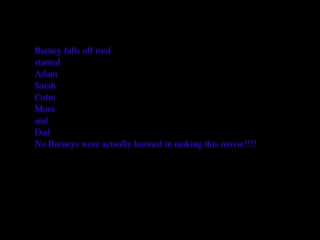 Barney falls off roof
starred
Adam
Sarah
Colin
Mom
and
Dad
No Barneys were actually harmed in making this movie!!!!